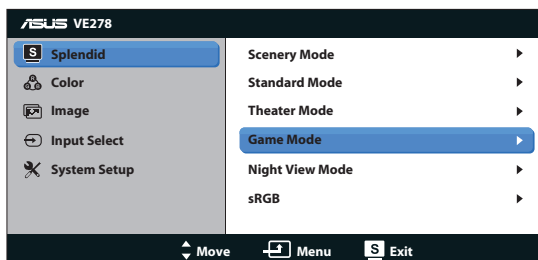 ASUS VE278
S Splendid
Color
Image
Input Select
System Setup
Scenery Mode
Standard Mode
Theater Mode
Game Mode
Night View Mode
sRGB
Move Menu S Exit